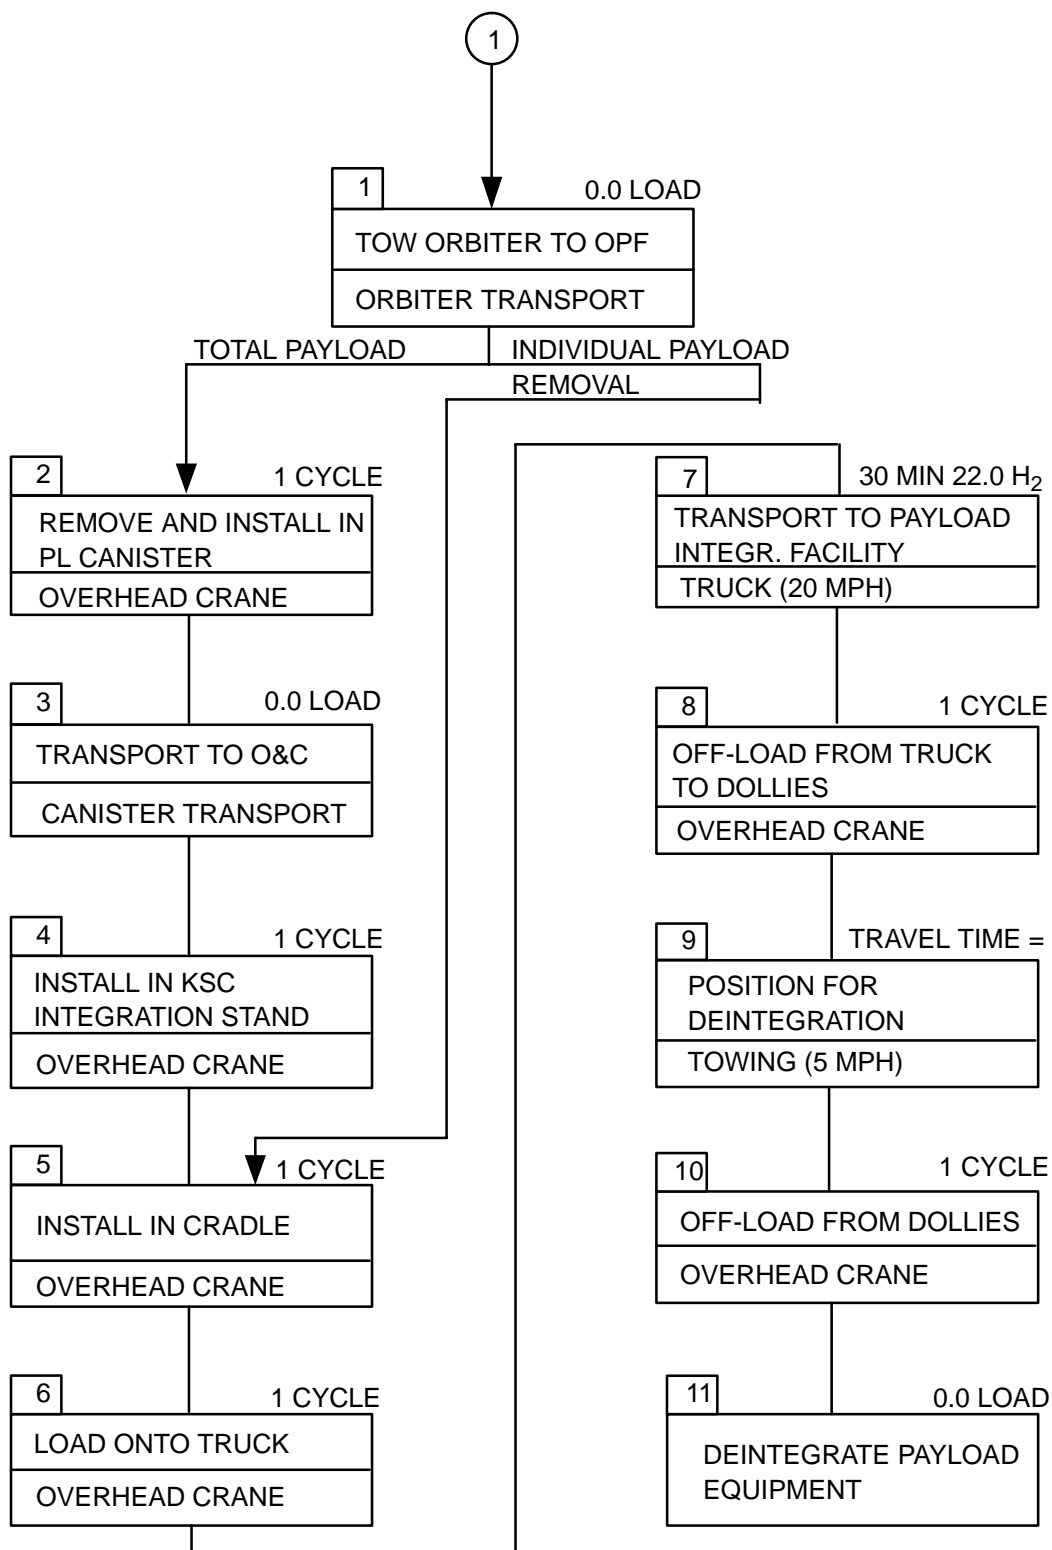 1
1
0.0 LOAD
TOW ORBITER TO OPF
ORBITER TRANSPORT
TOTAL PAYLOAD
INDIVIDUAL PAYLOAD
REMOVAL
2
1 CYCLE
REMOVE AND INSTALL IN
PL CANISTER
OVERHEAD CRANE
3
0.0 LOAD
TRANSPORT TO O&C
CANISTER TRANSPORT
4
1 CYCLE
INSTALL IN KSC
INTEGRATION STAND
OVERHEAD CRANE
5
1 CYCLE
INSTALL IN CRADLE
OVERHEAD CRANE
6
1 CYCLE
LOAD ONTO TRUCK
OVERHEAD CRANE
7
30 MIN 22.0 H2
TRANSPORT TO PAYLOAD
INTEGR. FACILITY
TRUCK (20 MPH)
8
1 CYCLE
OFF-LOAD FROM TRUCK
TO DOLLIES
OVERHEAD CRANE
9
TRAVEL TIME =
POSITION FOR
DEINTEGRATION
TOWING (5 MPH)
10
1 CYCLE
OFF-LOAD FROM DOLLIES
OVERHEAD CRANE
11
0.0 LOAD
DEINTEGRATE PAYLOAD
EQUIPMENT